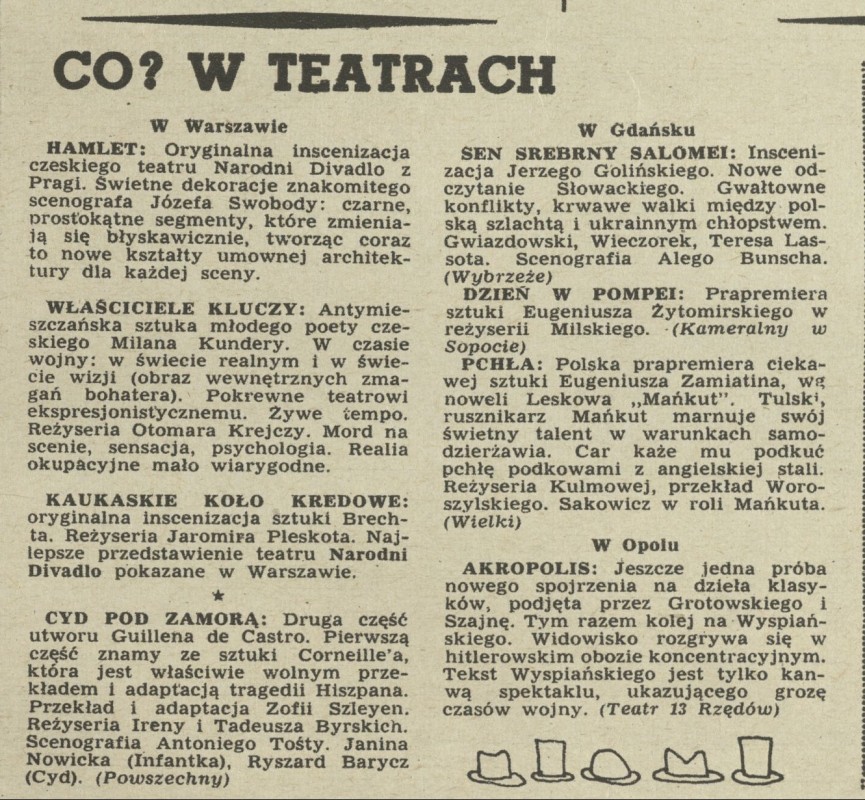 CO? W TEATRACH
W Warszawie
HAMLET: Oryginalna inscenizacja
czeskiego teatru Narodni Divadlo z
Pragi. Świetne dekoracje znakomitego
scenografa Józefa Swobody: czarne,
prostokątne segmenty, które zmienia-
ją się błyskawicznie, tworząc coraz
to nowe kształty umownej architek-
tury dla każdej sceny.
WŁAŚCICIELE KLUCZY: Antymie-
szczańska sztuka młodego poety cze-
skiego Milana Kundery. W czasie
wojny: w świecie realnym i w świe-
cie wizji (obraz wewnętrznych zma-
gań bohatera). Pokrewne teatrowi
ekspresjonistycznemu. Żywe tempo.
Reżyseria Otomara Krejczy. Mord na
scenie, sensacja, psychologia. Realia
okupacyjne mało wiarygodne.
KAUKASKIE KOŁO KREDOWE:
oryginalna inscenizacja sztuki Brech-
ta. Reżyseria Jaromira Pleskota. Naj-
lepsze przedstawienie teatru Narodni
Divadlo pokazane w Warszawie.
★
CYD POD ZAMORĄ: Druga część
utworu Guillena de Castro. Pierwszą
część znamy ze sztuki Corneille'a,
która jest właściwie wolnym prze-
kładem i adaptacją tragedii Hiszpana.
Przekład i adaptacja Zofii Szleyen.
Reżyseria Ireny i Tadeusza Byrskich.
Scenografia Antoniego Tośty. Janina
Nowicka (Infantka), Ryszard Barycz
(Cyd). (Powszechny)
W Gdańsku
SEN SREBRNY SALOMEI: Insceni-
zacja Jerzego Golińskiego. Nowe od-
czytanie Słowackiego. Gwałtowne
konflikty, krwawe walki między pol-
ską szlachtą i ukrainnym chłopstwem.
Gwiazdowski, Wieczorek, Teresa Las-
sota. Scenografia Alego Bunscha.
(Wybrzeże)
DZIEŃ W POMPEI: Prapremiera
sztuki Eugeniusza Żytomirskiego w
reżyserii Milskiego. (Kameralny w
Sopocie)
PCHŁA: Polska prapremiera cieka-
wej sztuki Eugeniusza Zamiatina, wg
noweli Leskowa „Mańkut". Tulski,
rusznikarz Mańkut marnuje swój
świetny talent w warunkach samo-
dzierżawia. Car każe mu podkuć
pchłę podkowami z angielskiej stali.
Reżyseria Kulmowej, przekład Woro-
szylskiego. Sakowicz w roli Mańkuta.
(Wielki)
W Opolu
AKROPOLIS: Jeszcze jedna próba
nowego spojrzenia na dzieła klasy-
ków, podjęta przez Grotowskiego i
Szajnę. Tym razem kolej na Wyspiań-
skiego. Widowisko rozgrywa się w
hitlerowskim obozie koncentracyjnym.
Tekst Wyspiańskiego jest tylko kan-
wą spektaklu, ukazującego grozę
czasów wojny. (Teatr 13 Rzędów)